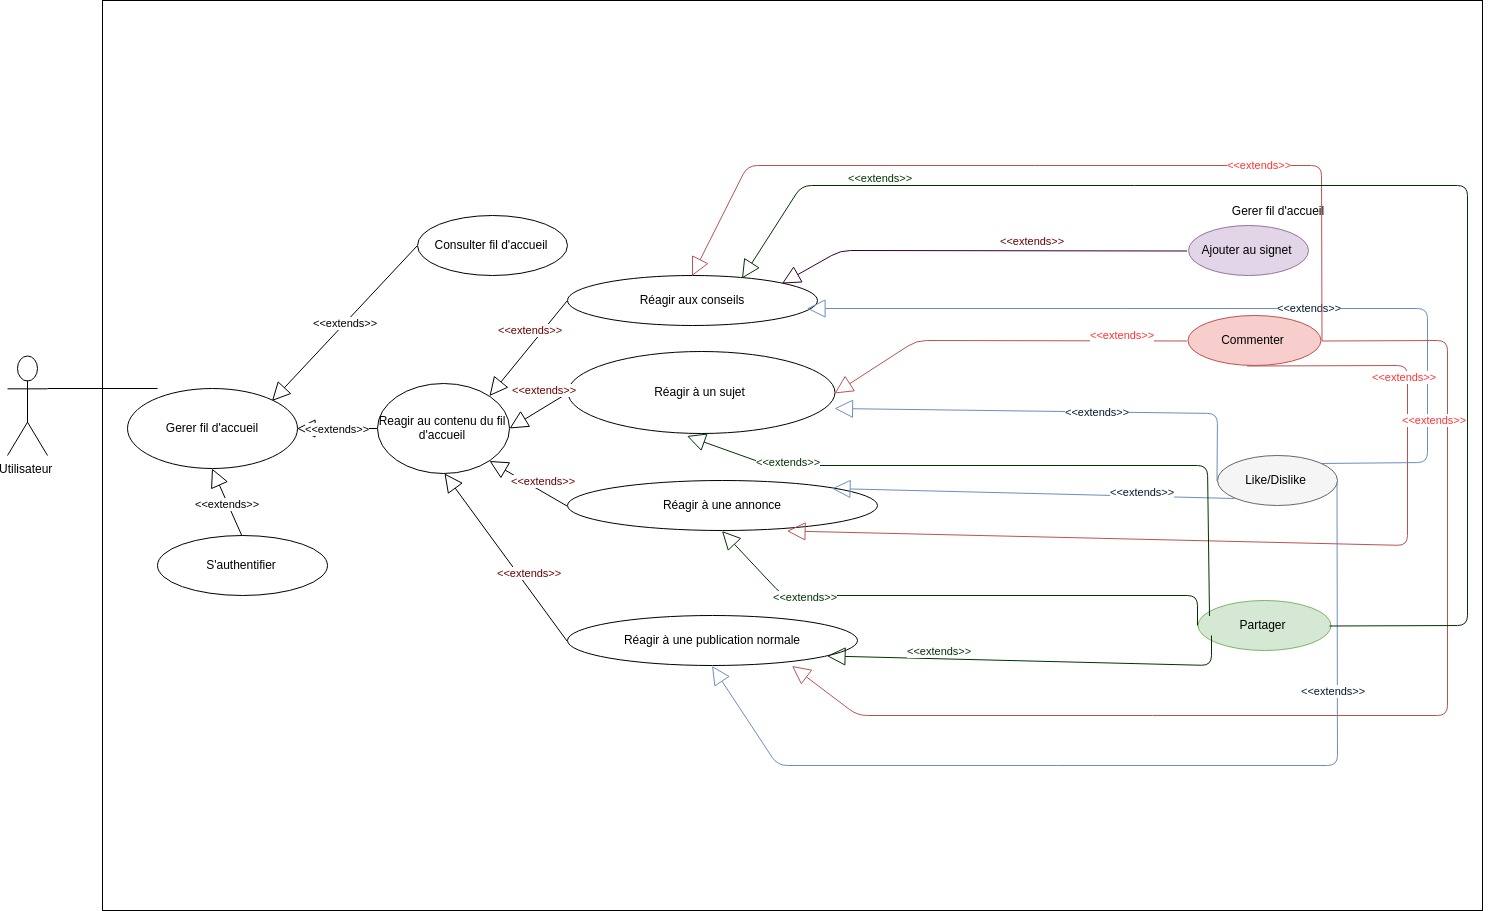 <<extends>>
<<extends>>
Gerer fil d'accueil
Consulter fil d'accueil
<<extends>>
Ajouter au signet
Réagir aux conseils
<<extends>>
<<extends>>
<<extends>>
<<extends>>
Commenter
<<extends>>
<<extends>>
Réagir à un sujet
<<extends>>
<<extends>>
Reagir au contenu du fil
d'accueil
Gerer fil d'accueil
<<extends>>
Utilisateur
<<extends>>
<<extends>>
Like/Dislike
<<extends>>
<<extends>>
Réagir à une annonce
S'authentifier
<<extends>>
<<extends>>
Partager
Réagir à une publication normale
<<extends>>
<<extends>>